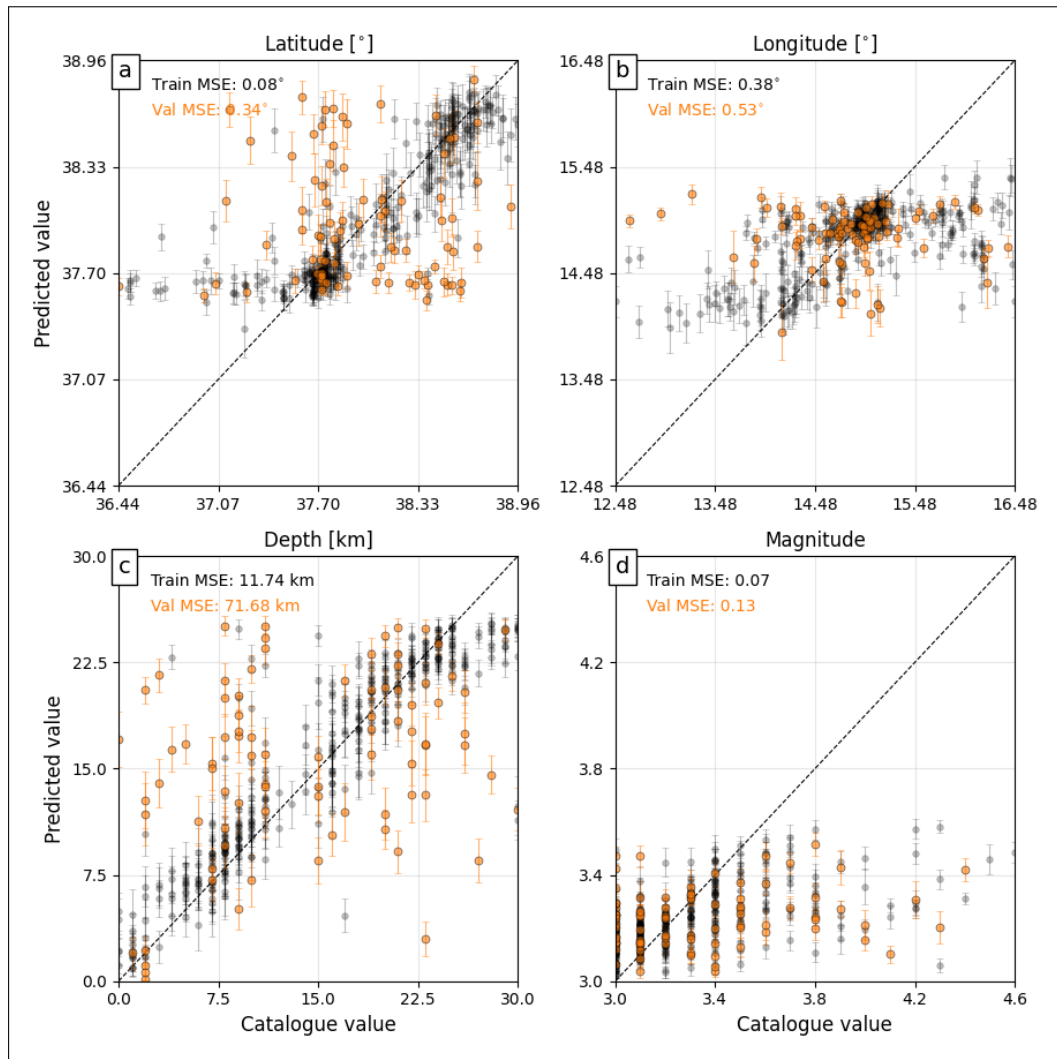 Latitude [°]
a
Train MSE: 0.08°
Val MSE: 0.34°
38.96
38.33
37.70
37.07
36.44
Predicted value
36.44 37.07 37.70 38.33 38.96
Longitude [°]
b
Train MSE: 0.38°
Val MSE: 0.53°
16.48
15.48
14.48
13.48
12.48
12.48 13.48 14.48 15.48 16.48
Depth [km]
c
Train MSE: 11.74 km
Val MSE: 71.68 km
30.0
22.5
15.0
7.5
0.0
Predicted value
0.0 7.5 15.0 22.5 30.0
Catalogue value
Magnitude
d
Train MSE: 0.07
Val MSE: 0.13
4.6
4.2
3.8
3.4
3.0
3.0 3.4 3.8 4.2 4.6
Catalogue value